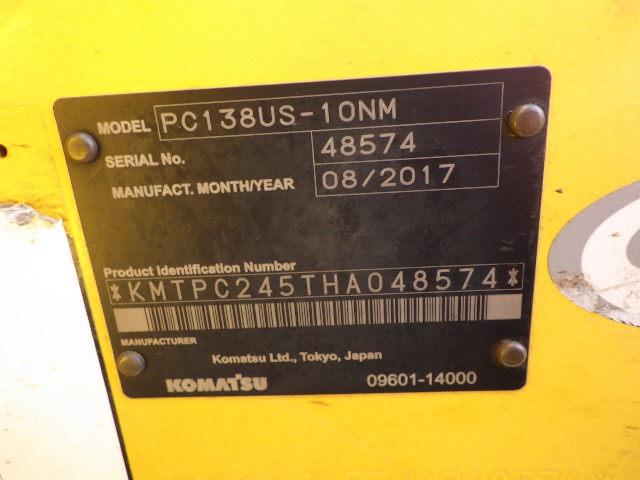 MODEL PC138US-10NM
SERIAL No. 48574
MANUFACT. MONTH/YEAR 08/2017
Product Identification Number
*KMTPC245THA048574*
MANUFACTURER
Komatsu Ltd., Tokyo, Japan
KOMATSU 09601-14000